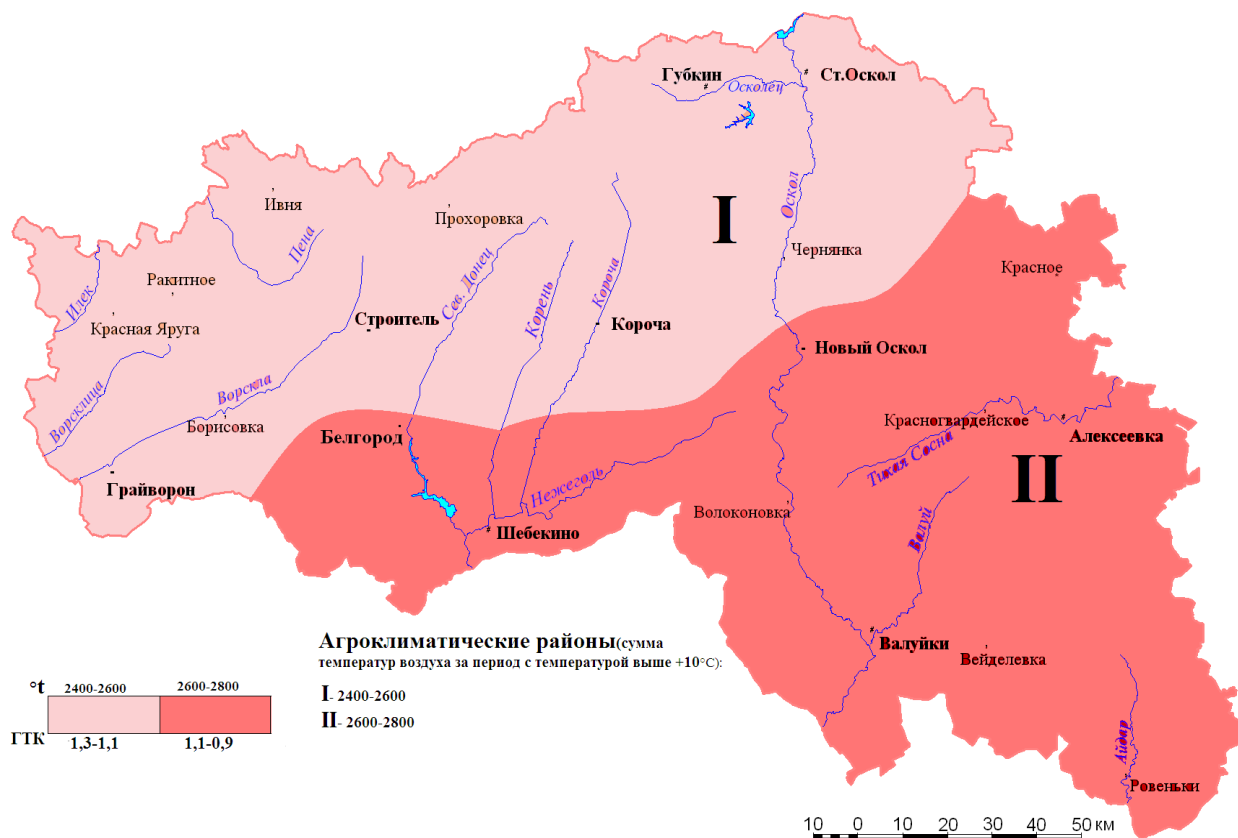 Губкин
Осколец
Ст.Оскол
Ивня
Пена
Прохоровка
I
Оскол
Чернянка
Красное
Ракитное
Илек
Сев. Донец
Корень
Короча
Красная Яруга
Строитель
Короча
Новый Оскол
Ворсклица
Ворскла
Борисовка
Белгород
Красногвардейское
Алексеевка
Тихая Сосна
II
Грайворон
Нежеголь
Шебекино
Волоконовка
Валуй
Валуйки
Вейделевка
Айдар
Ровеньки
Агроклиматические районы(сумма
температур воздуха за период с температурой выше +10°С):
I- 2400-2600
II- 2600-2800
°t 2400-2600 2600-2800
ГТК 1,3-1,1 1,1-0,9
10 0 10 20 30 40 50 км